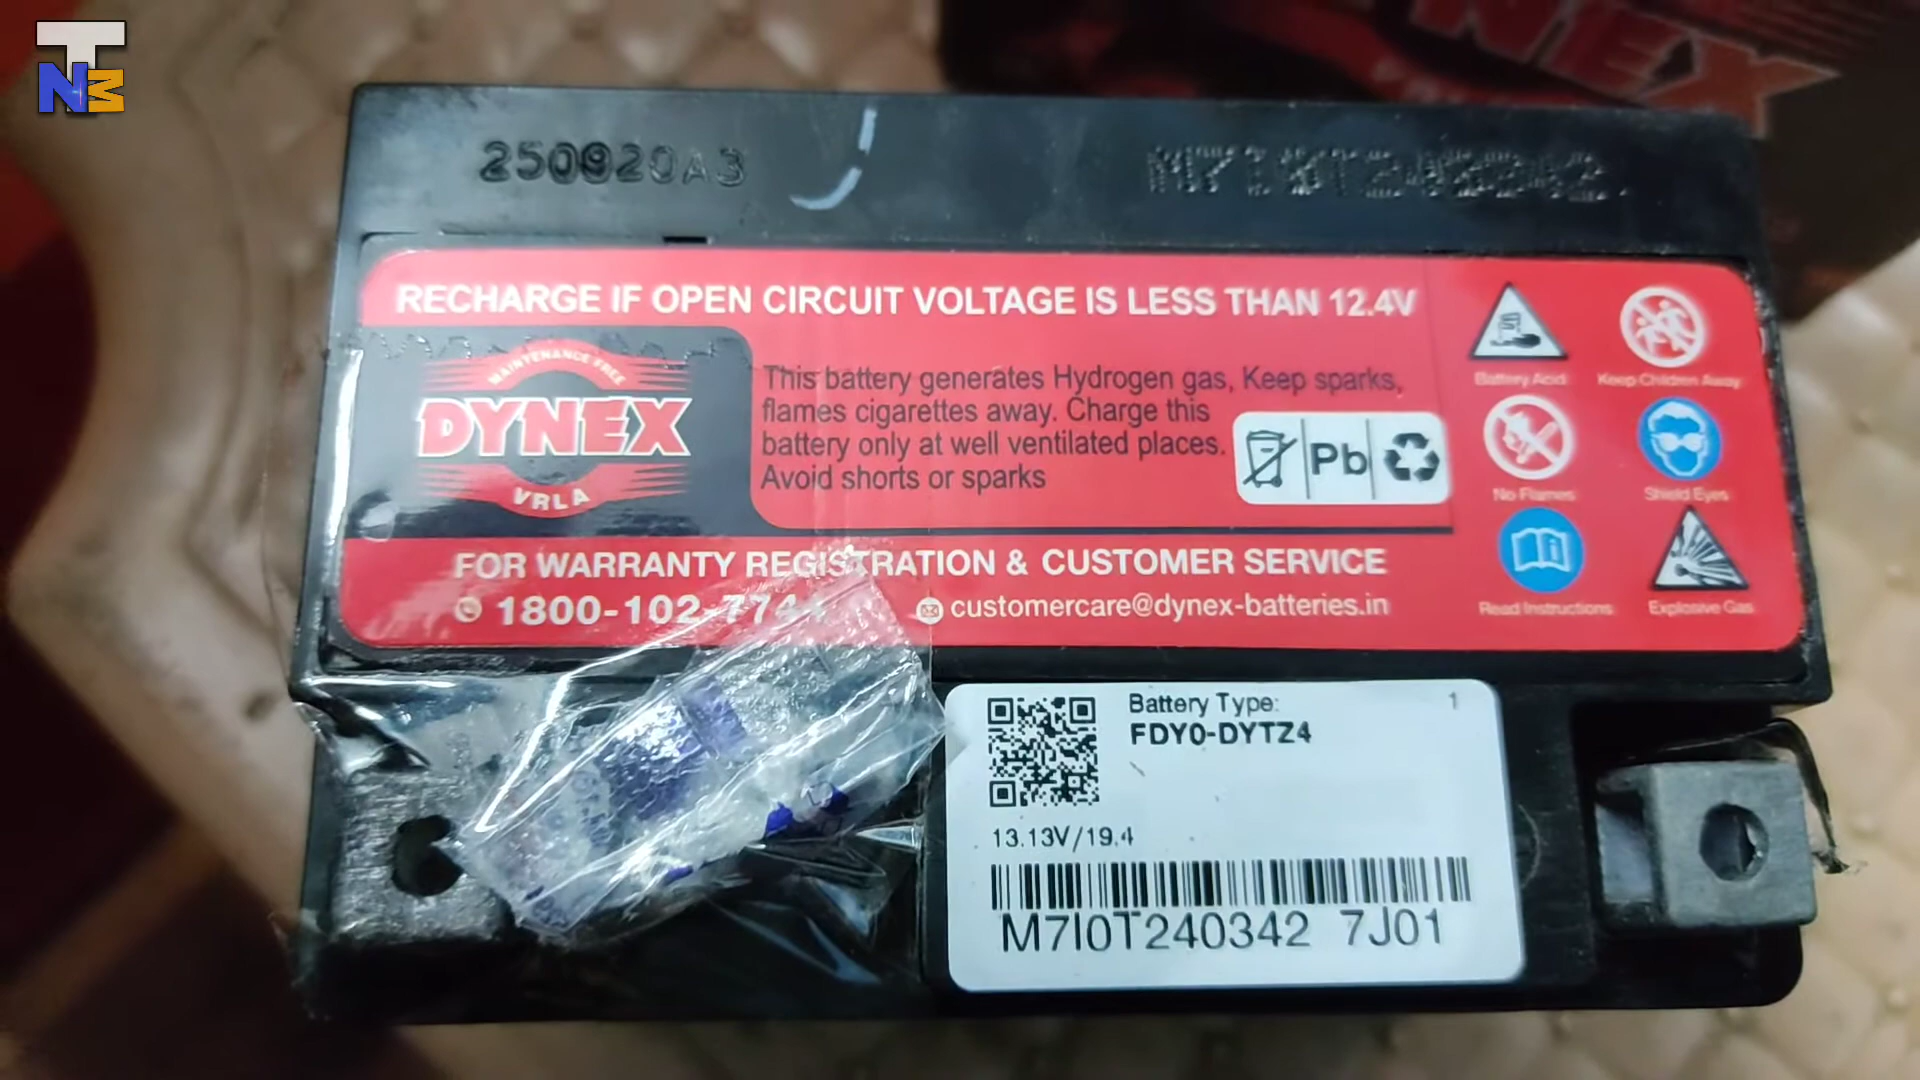 TNM
NEX
250820A3
RECHARGE IF OPEN CIRCUIT VOLTAGE IS LESS THAN 12.4V
MAINTENANCE FREE
DYNEX
VRLA
This battery generates Hydrogen gas, Keep sparks,
flames cigarettes away. Charge this
battery only at well ventilated places.
Avoid shorts or sparks
Pb
Battery Acid
Keep Children Away
No Flames
Shield Eyes
Read Instructions
Explosive Gas
FOR WARRANTY REGISTRATION & CUSTOMER SERVICE
1800-102-774
customercare@dynex-batteries.in
Battery Type: 1
FDY0-DYTZ4
13.13V/19.4
M7I0T240342 7J01